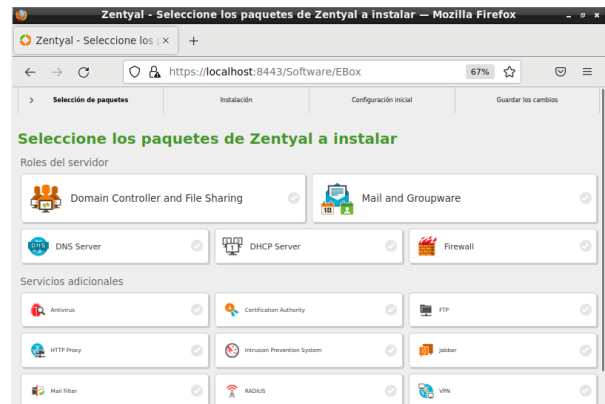 Zentyal - Seleccione los paquetes de Zentyal a instalar — Mozilla Firefox
Zentyal - Seleccione los p
https://localhost:8443/Software/EBox 67%
Selección de paquetes Instalación Configuración inicial Guardar los cambios
Seleccione los paquetes de Zentyal a instalar
Roles del servidor
Domain Controller and File Sharing Mail and Groupware
DNS Server DHCP Server Firewall
Servicios adicionales
Antivirus Certification Authority FTP
HTTP Proxy Intrusion Prevention System Jabber
Mail Filter RADIUS VPN